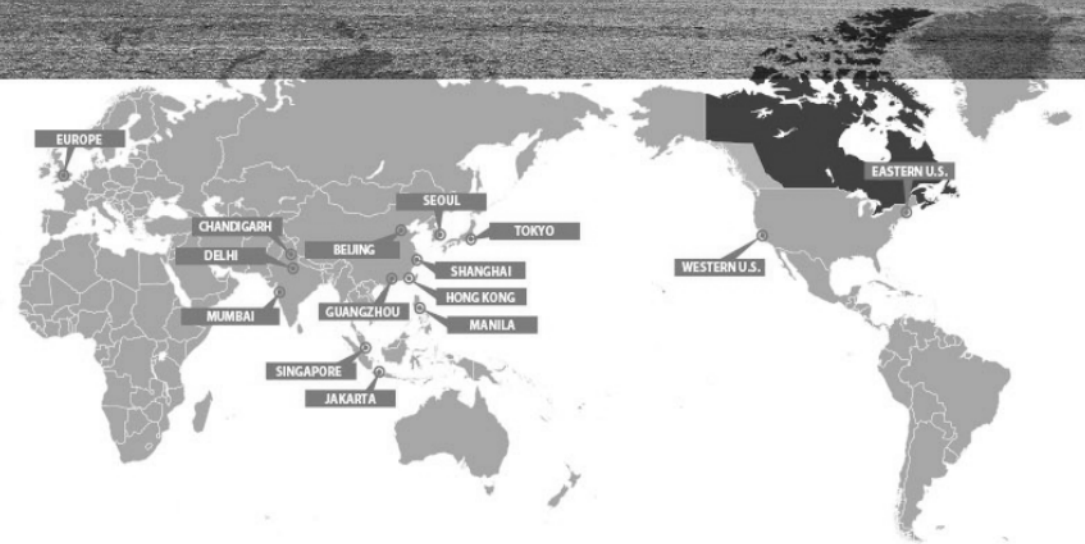 EUROPE
EASTERN U.S.
SEOUL
CHANDIGARH
TOKYO
BEIJING
DELHI
WESTERN U.S.
SHANGHAI
HONG KONG
MUMBAI
GUANGZHOU
MANILA
SINGAPORE
JAKARTA